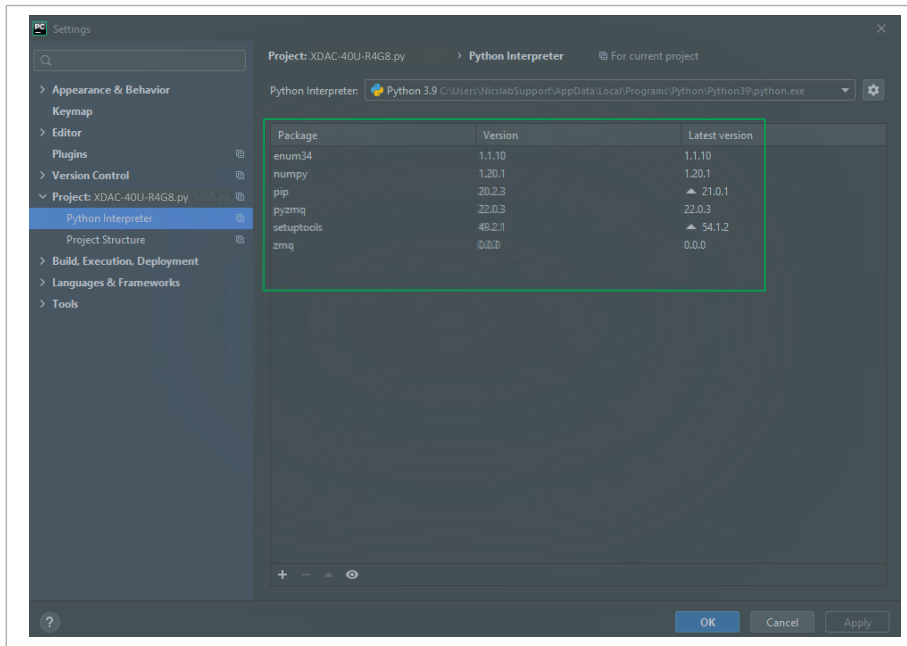 PC Settings
Project: XDAC-40U-R4G8.py > Python Interpreter For current project
Python Interpreter: Python 3.9 C:\Users\NicslabSupport\AppData\Local\Programs\Python\Python39\python.exe
Appearance & Behavior
Keymap
Editor
Plugins
Version Control
Project: XDAC-40U-R4G8.py
Python Interpreter
Project Structure
Build, Execution, Deployment
Languages & Frameworks
Tools
Package Version Latest version
enum34 1.1.10 1.1.10
numpy 1.20.1 1.20.1
pip 20.2.3 21.0.1
pyzmq 22.0.3 22.0.3
setuptools 49.2.1 54.1.2
zmq 0.0.0 0.0.0
? OK Cancel Apply